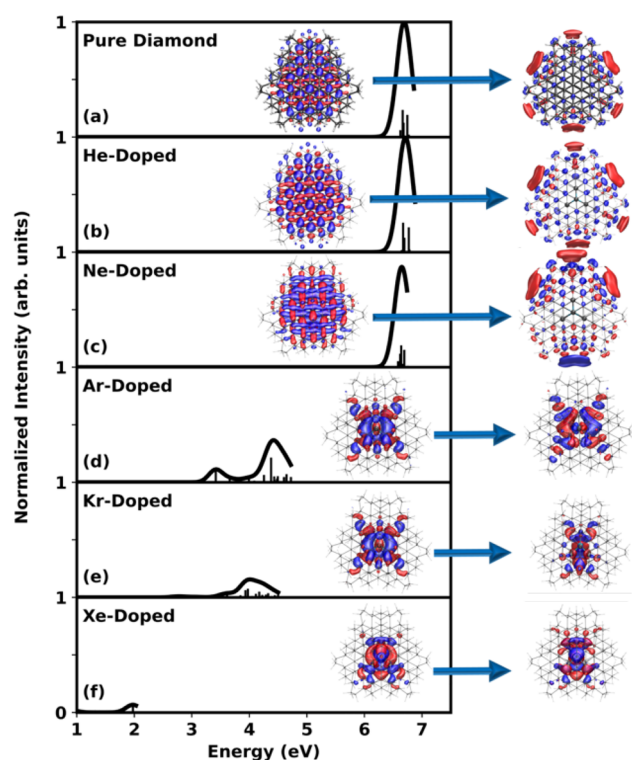 Normalized Intensity (arb. units)
1
Pure Diamond
(a)
1
He-Doped
(b)
1
Ne-Doped
(c)
1
Ar-Doped
(d)
1
Kr-Doped
(e)
1
Xe-Doped
(f)
0
1 2 3 4 5 6 7
Energy (eV)